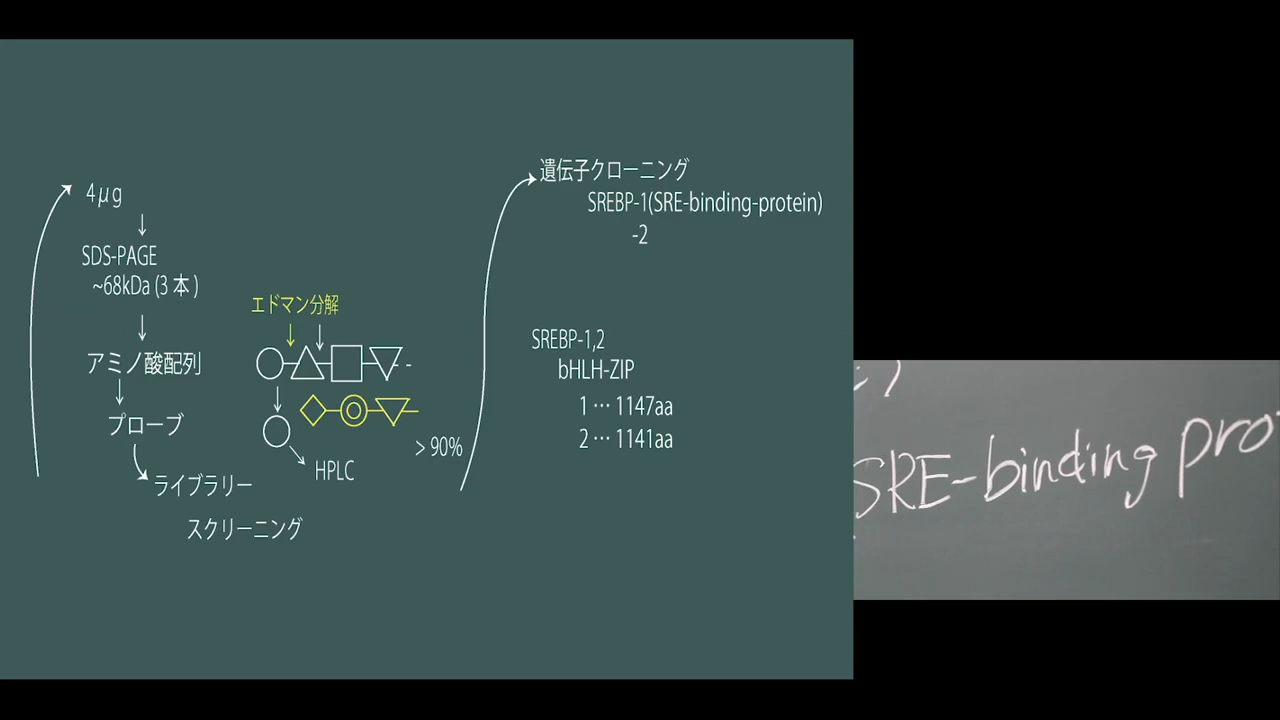 4μg
SDS-PAGE
~68kDa (3 本 )
アミノ酸配列
プローブ
ライブラリー
スクリーニング
エドマン分解
HPLC
> 90%
遺伝子クローニング
SREBP-1(SRE-binding-protein)
-2
SREBP-1,2
bHLH-ZIP
1 … 1147aa
2 … 1141aa
SRE-binding pro